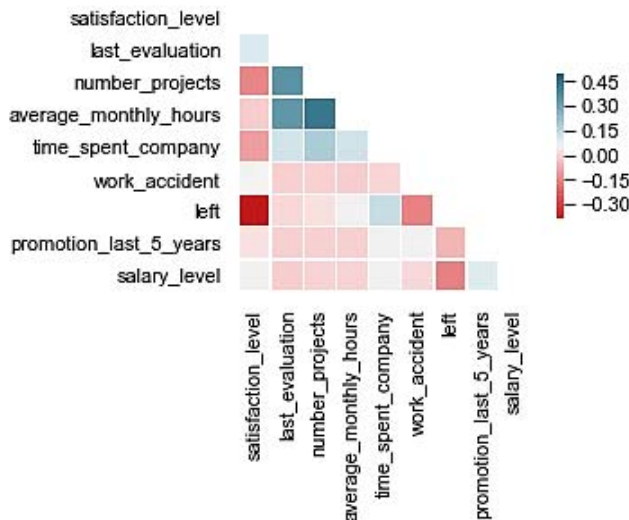 satisfaction_level
last_evaluation
number_projects
average_monthly_hours
time_spent_company
work_accident
left
promotion_last_5_years
salary_level
0.45
0.30
0.15
0.00
−0.15
−0.30
satisfaction_level
last_evaluation
number_projects
average_monthly_hours
time_spent_company
work_accident
left
promotion_last_5_years
salary_level